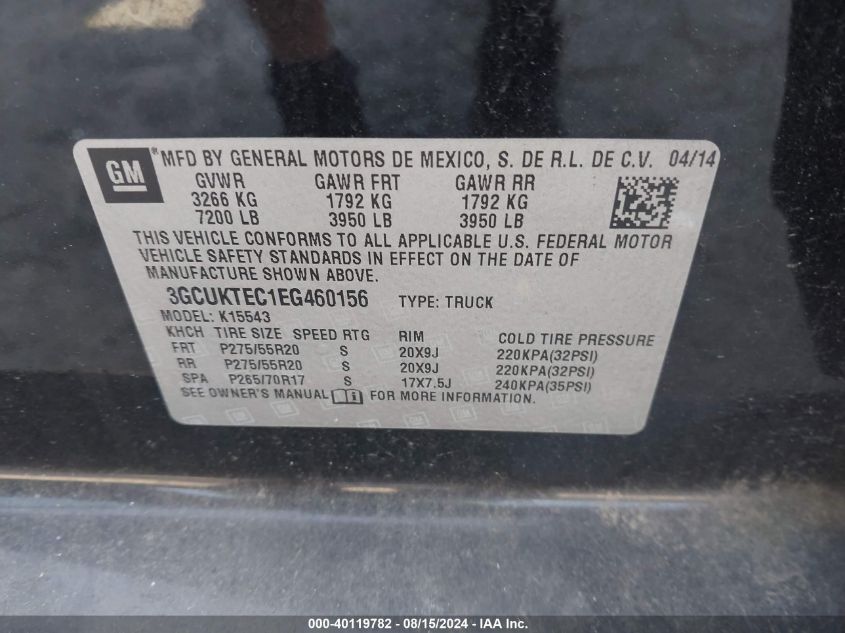 GM ® MFD BY GENERAL MOTORS DE MEXICO, S. DE R.L. DE C.V. 04/14
GVWR GAWR FRT GAWR RR
3266 KG 1792 KG 1792 KG
7200 LB 3950 LB 3950 LB
THIS VEHICLE CONFORMS TO ALL APPLICABLE U.S. FEDERAL MOTOR
VEHICLE SAFETY STANDARDS IN EFFECT ON THE DATE OF
MANUFACTURE SHOWN ABOVE.
3GCUKTEC1EG460156 TYPE: TRUCK
MODEL: K15543
KHCH TIRE SIZE SPEED RTG RIM COLD TIRE PRESSURE
FRT P275/55R20 S 20X9J 220KPA(32PSI)
RR P275/55R20 S 20X9J 220KPA(32PSI)
SPA P265/70R17 S 17X7.5J 240KPA(35PSI)
SEE OWNER'S MANUAL FOR MORE INFORMATION.
000-40119782 - 08/15/2024 - © IAA, Inc.